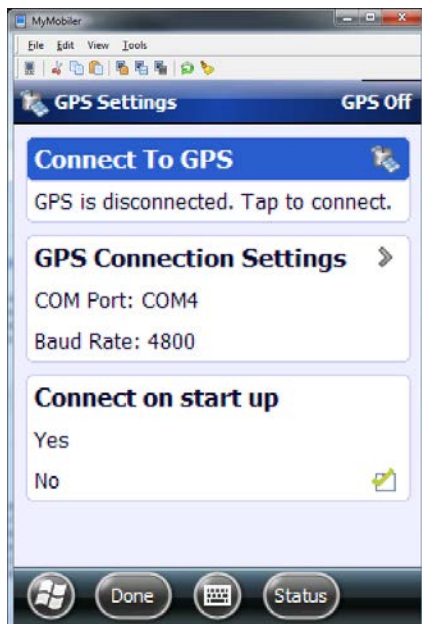 MyMobiler
File Edit View Tools
GPS Settings GPS Off
Connect To GPS
GPS is disconnected. Tap to connect.
GPS Connection Settings
COM Port: COM4
Baud Rate: 4800
Connect on start up
Yes
No
Done Status